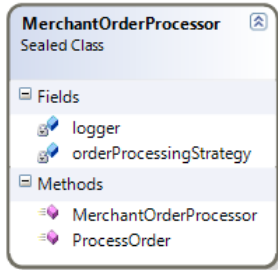 MerchantOrderProcessor
Sealed Class
Fields
logger
orderProcessingStrategy
Methods
MerchantOrderProcessor
ProcessOrder